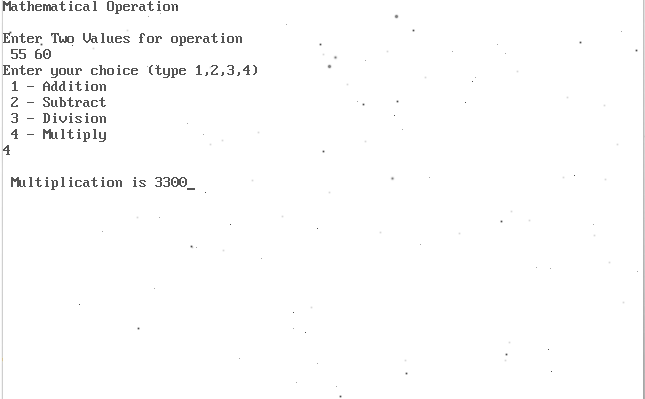 Mathematical Operation
Enter Two Values for operation
55 60
Enter your choice (type 1,2,3,4)
1 - Addition
2 - Subtract
3 - Division
4 - Multiply
4
Multiplication is 3300_